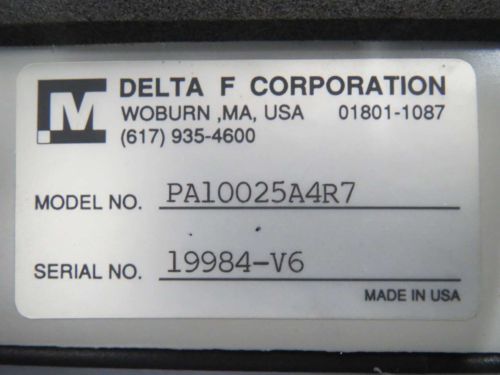 M
DELTA F CORPORATION
WOBURN ,MA, USA 01801-1087
(617) 935-4600
MODEL NO. PA10025A4R7
SERIAL NO. 19984-V6
MADE IN USA